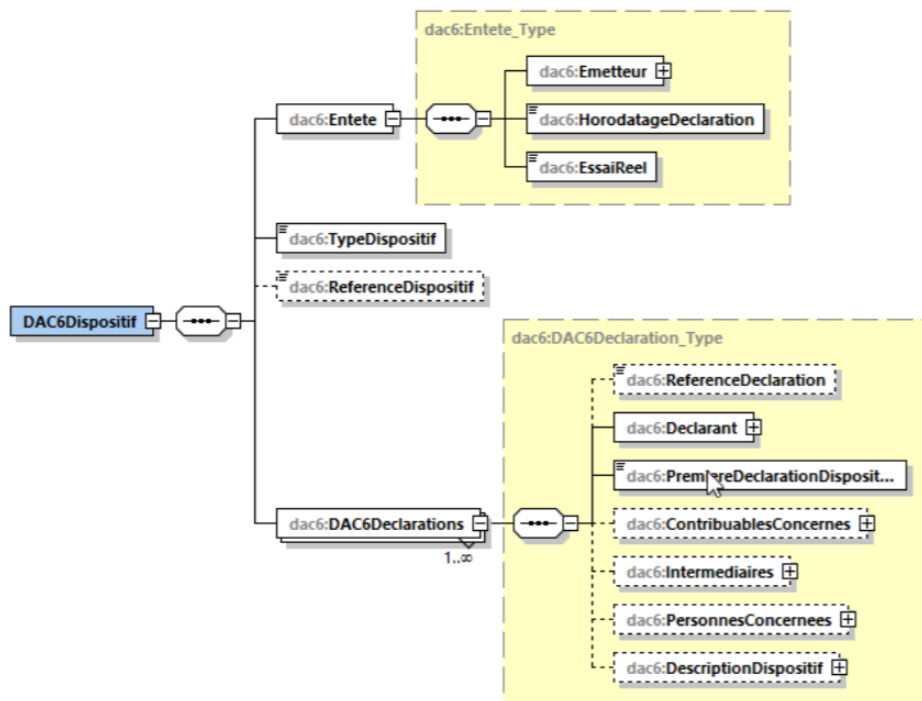 dac6:Entete_Type
dac6:Emetteur
dac6:Entete
dac6:HorodatageDeclaration
dac6:EssaiReel
dac6:TypeDispositif
dac6:ReferenceDispositif
DAC6Dispositif
dac6:DAC6Declaration_Type
dac6:ReferenceDeclaration
dac6:Declarant
dac6:PremiereDeclarationDisposit...
dac6:DAC6Declarations
1..∞
dac6:ContribuablesConcernes
dac6:Intermediaires
dac6:PersonnesConcernees
dac6:DescriptionDispositif